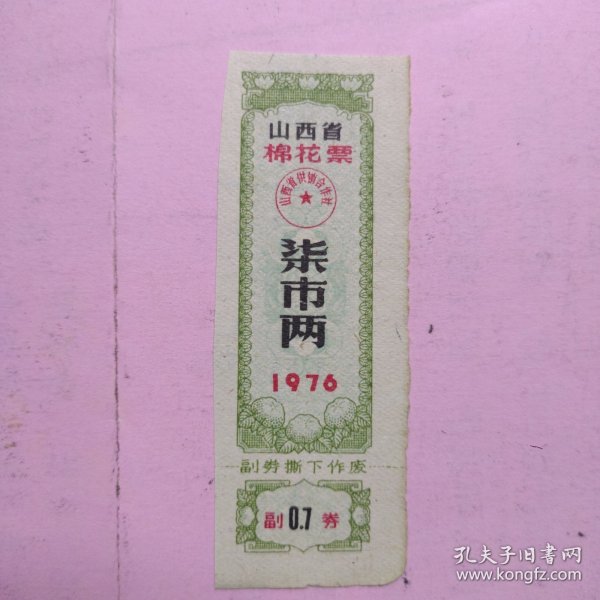 山西省
棉花票
山西省供销合作社
柒市两
1976
副券撕下作废
副 0.7 券
孔夫子旧书网
www.kongfz.com